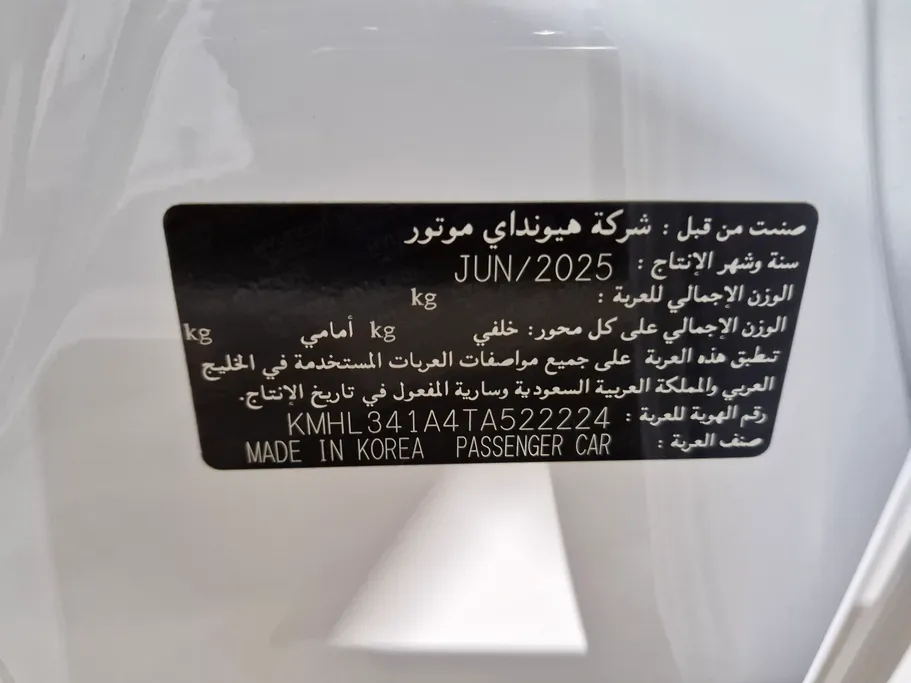 صنعت من قبل : شركة هيونداي موتور
سنة وشهر الإنتاج : JUN/2025
الوزن الإجمالي للعربة : kg
الوزن الإجمالي على كل محور : خلفي kg أمامي kg
تطبق هذه العربة على جميع مواصفات العربات المستخدمة في الخليج
العربي والمملكة العربية السعودية وسارية المفعول في تاريخ الإنتاج.
رقم الهوية للعربة : KMHL341A4TA522224
صنف العربة : MADE IN KOREA PASSENGER CAR